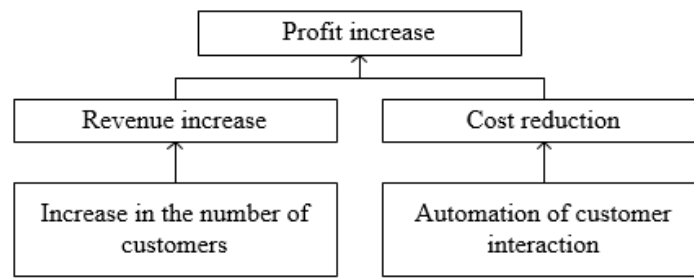 Profit increase
Revenue increase
Cost reduction
Increase in the number of
customers
Automation of customer
interaction